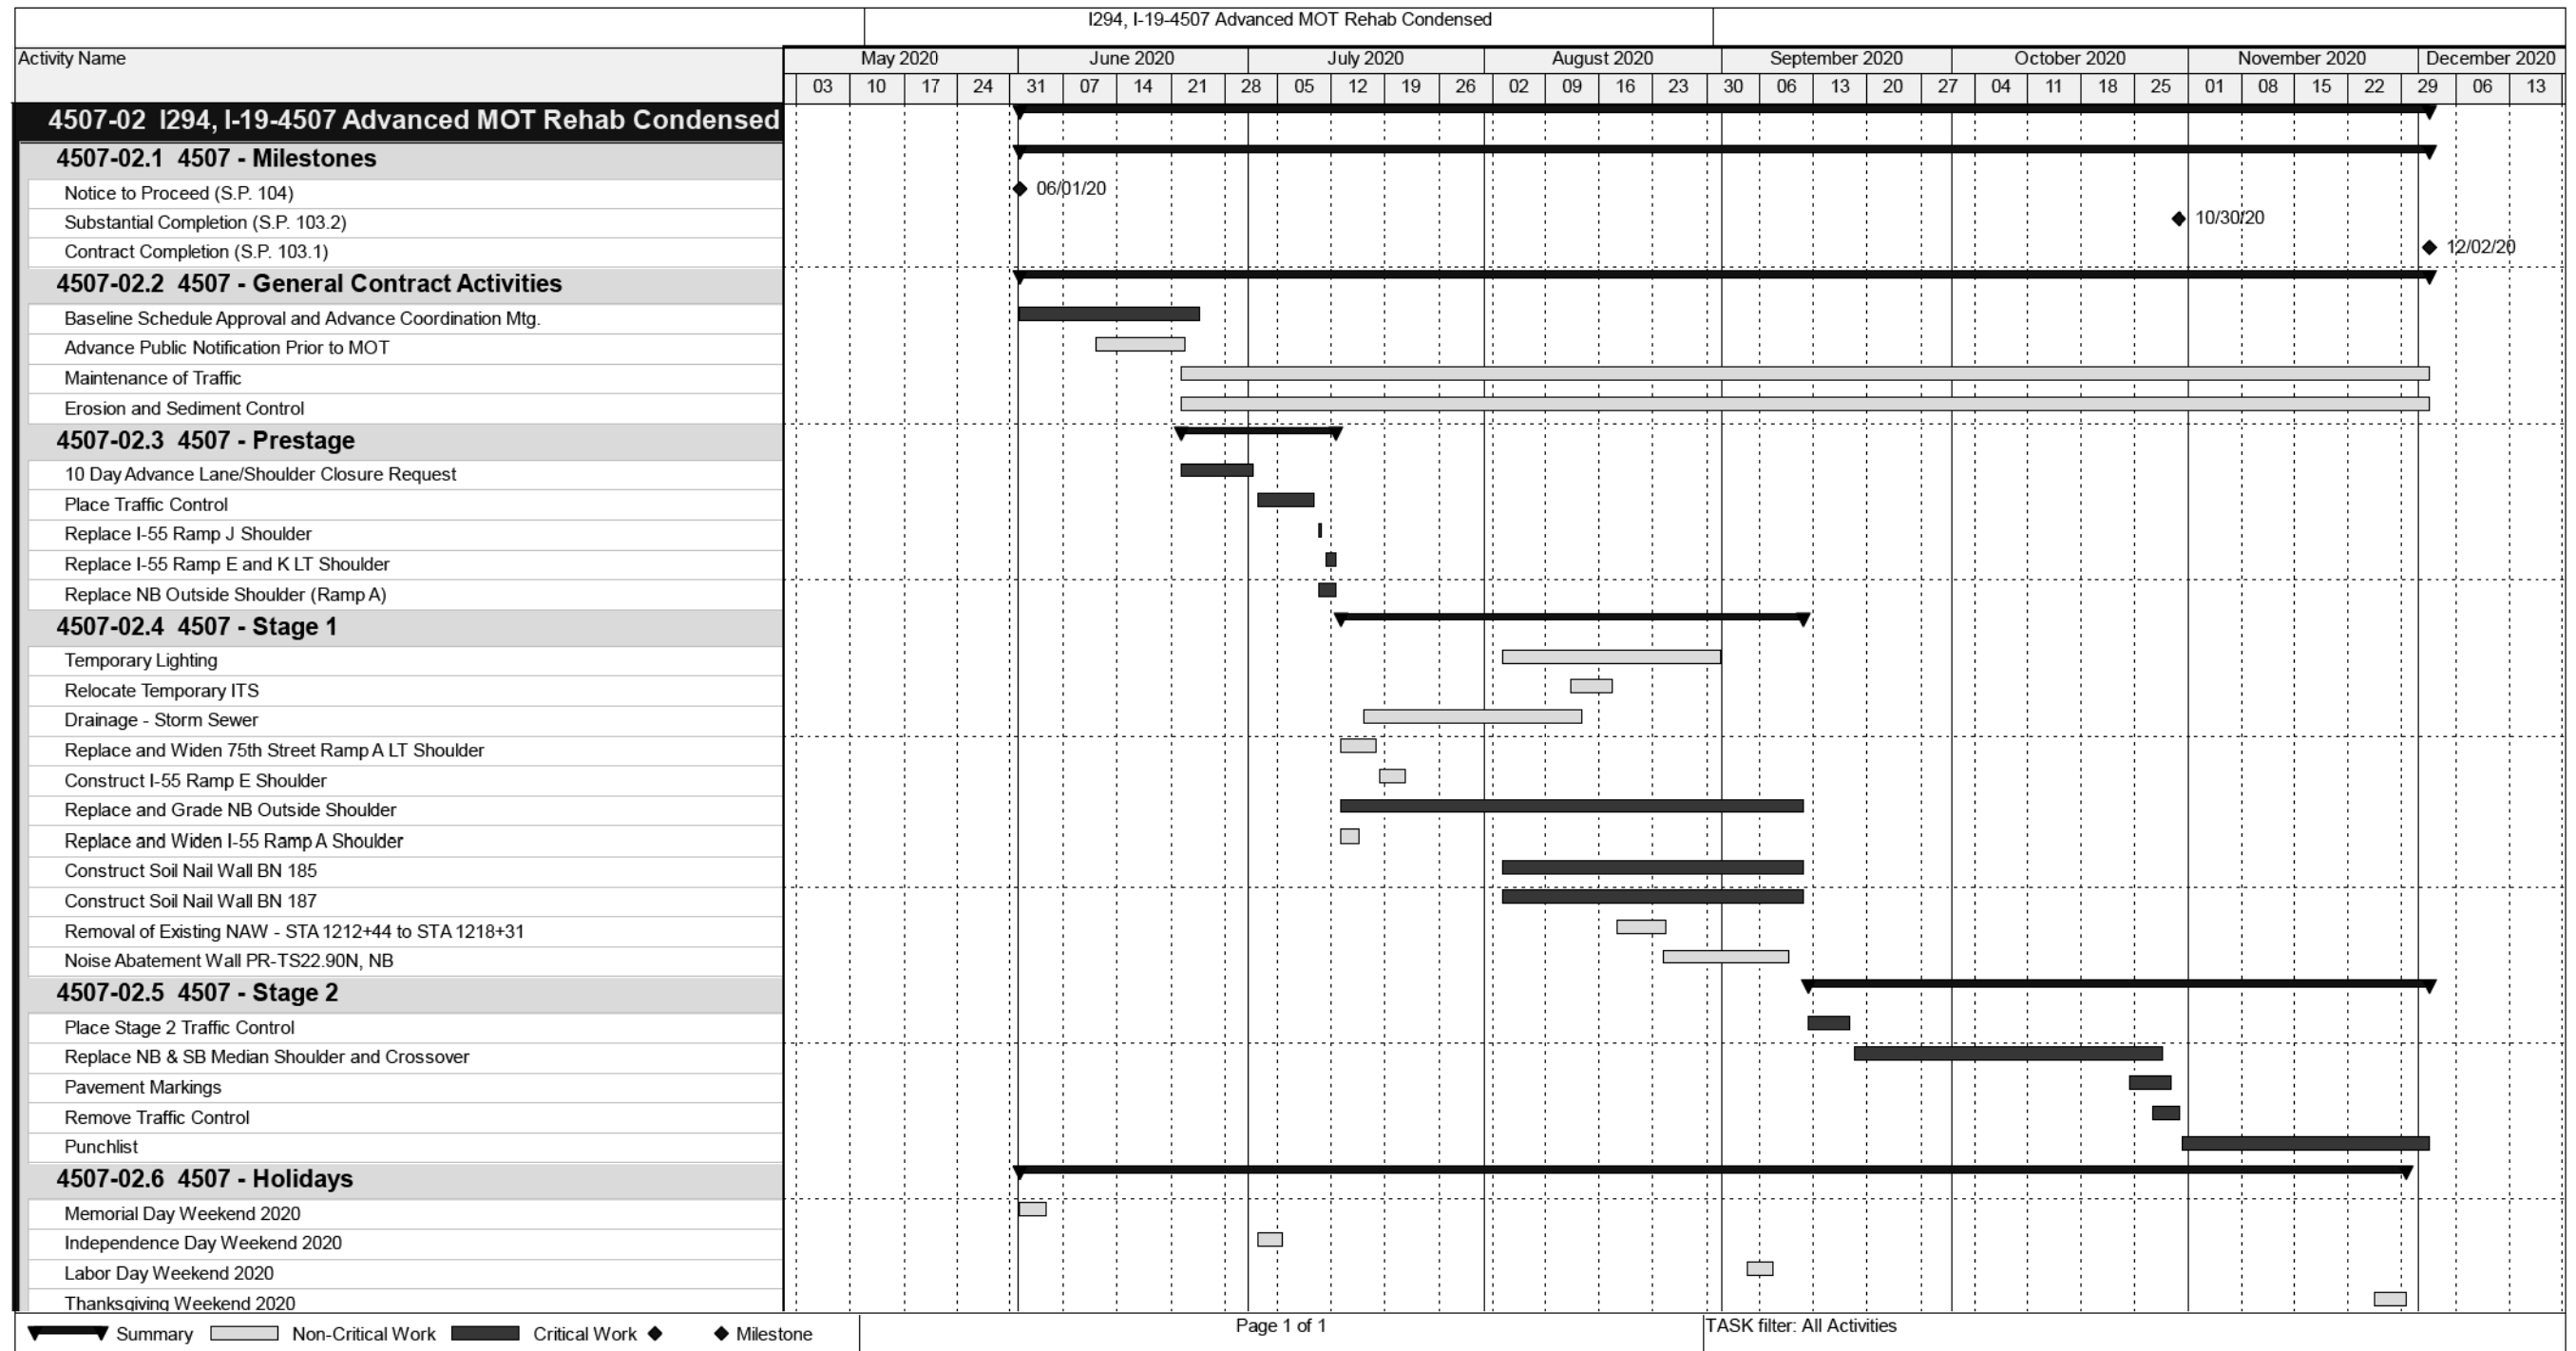 I294, I-19-4507 Advanced MOT Rehab Condensed
Activity Name May 2020 June 2020 July 2020 August 2020 September 2020 October 2020 November 2020 December 2020
03 10 17 24 31 07 14 21 28 05 12 19 26 02 09 16 23 30 06 13 20 27 04 11 18 25 01 08 15 22 29 06 13
4507-02 I294, I-19-4507 Advanced MOT Rehab Condensed
4507-02.1 4507 - Milestones
Notice to Proceed (S.P. 104) 06/01/20
Substantial Completion (S.P. 103.2) 10/30/20
Contract Completion (S.P. 103.1) 12/02/20
4507-02.2 4507 - General Contract Activities
Baseline Schedule Approval and Advance Coordination Mtg.
Advance Public Notification Prior to MOT
Maintenance of Traffic
Erosion and Sediment Control
4507-02.3 4507 - Prestage
10 Day Advance Lane/Shoulder Closure Request
Place Traffic Control
Replace I-55 Ramp J Shoulder
Replace I-55 Ramp E and K LT Shoulder
Replace NB Outside Shoulder (Ramp A)
4507-02.4 4507 - Stage 1
Temporary Lighting
Relocate Temporary ITS
Drainage - Storm Sewer
Replace and Widen 75th Street Ramp A LT Shoulder
Construct I-55 Ramp E Shoulder
Replace and Grade NB Outside Shoulder
Replace and Widen I-55 Ramp A Shoulder
Construct Soil Nail Wall BN 185
Construct Soil Nail Wall BN 187
Removal of Existing NAW - STA 1212+44 to STA 1218+31
Noise Abatement Wall PR-TS22.90N, NB
4507-02.5 4507 - Stage 2
Place Stage 2 Traffic Control
Replace NB & SB Median Shoulder and Crossover
Pavement Markings
Remove Traffic Control
Punchlist
4507-02.6 4507 - Holidays
Memorial Day Weekend 2020
Independence Day Weekend 2020
Labor Day Weekend 2020
Thanksgiving Weekend 2020
Summary Non-Critical Work Critical Work Milestone Page 1 of 1 TASK filter: All Activities